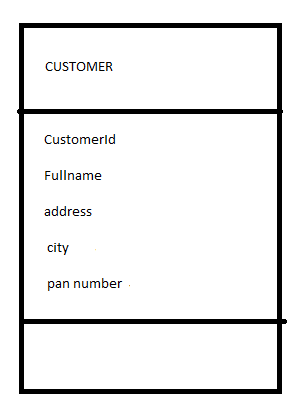 CUSTOMER
CustomerId
Fullname
address
city
pan number